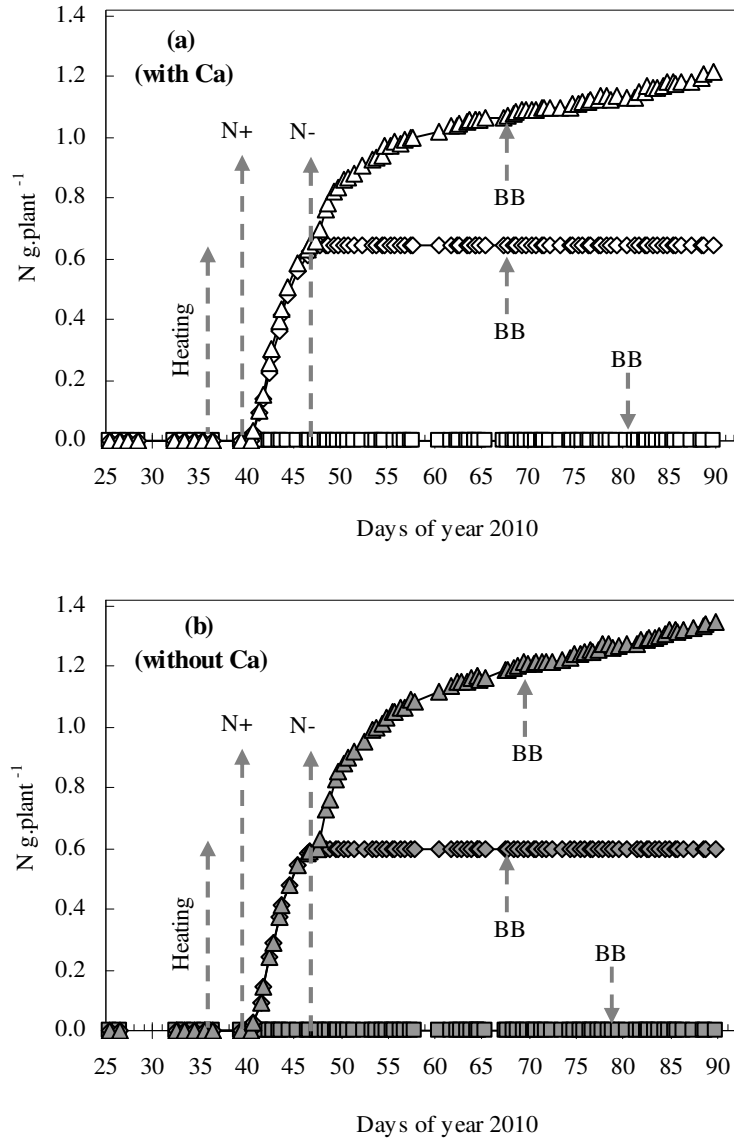 1.4
(a)
(with Ca)
1.2
N+
N-
1.0
BB
0.8
N g.plant -1
0.6
Heating
BB
0.4
BB
0.2
0.0
25 30 35 40 45 50 55 60 65 70 75 80 85 90
Days of year 2010
1.4
(b)
(without Ca)
1.2
N+
N-
BB
1.0
0.8
N g.plant -1
0.6
Heating
BB
0.4
BB
0.2
0.0
25 30 35 40 45 50 55 60 65 70 75 80 85 90
Days of year 2010